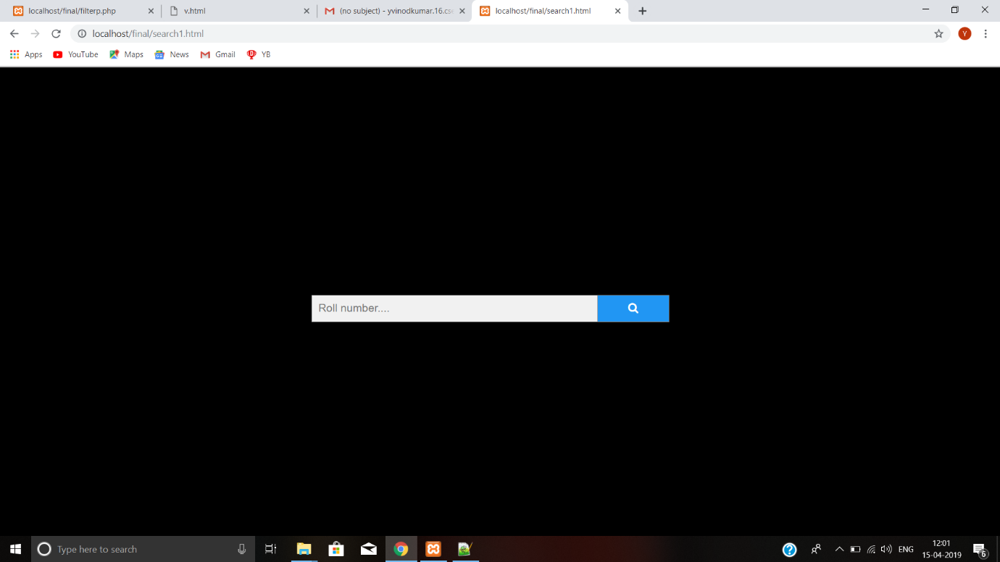 localhost/final/filterp.php
v.html
(no subject) - yvinodkumar.16.cse
localhost/final/search1.html
localhost/final/search1.html
Y
Apps
YouTube
Maps
News
Gmail
YB
Roll number....
Type here to search
ENG
12:01
15-04-2019
6